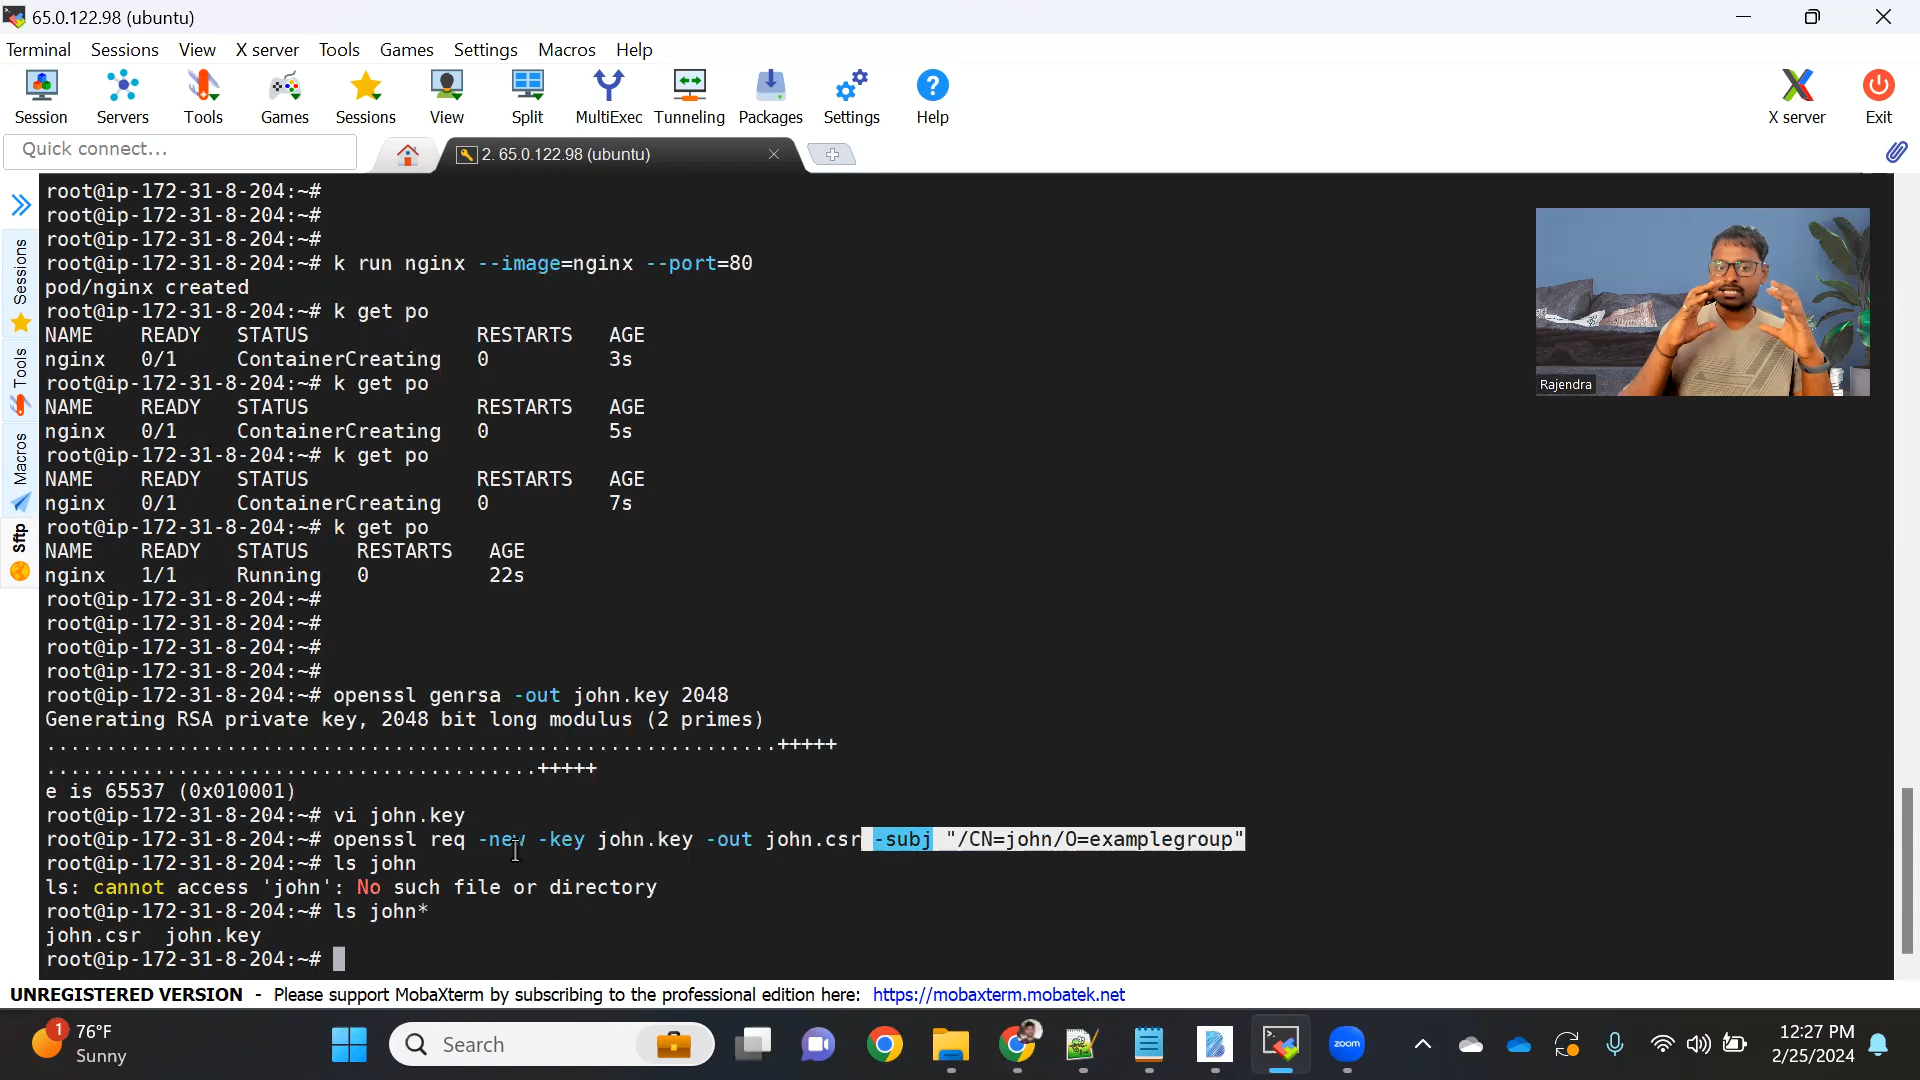 65.0.122.98 (ubuntu)
Terminal Sessions View X server Tools Games Settings Macros Help
Session Servers Tools Games Sessions View Split MultiExec Tunneling Packages Settings Help X server Exit
Quick connect...
2. 65.0.122.98 (ubuntu)
Sessions
Tools
Macros
Sftp
root@ip-172-31-8-204:~#
root@ip-172-31-8-204:~#
root@ip-172-31-8-204:~#
root@ip-172-31-8-204:~# k run nginx --image=nginx --port=80
pod/nginx created
root@ip-172-31-8-204:~# k get po
NAME READY STATUS RESTARTS AGE
nginx 0/1 ContainerCreating 0 3s
root@ip-172-31-8-204:~# k get po
NAME READY STATUS RESTARTS AGE
nginx 0/1 ContainerCreating 0 5s
root@ip-172-31-8-204:~# k get po
NAME READY STATUS RESTARTS AGE
nginx 0/1 ContainerCreating 0 7s
root@ip-172-31-8-204:~# k get po
NAME READY STATUS RESTARTS AGE
nginx 1/1 Running 0 22s
root@ip-172-31-8-204:~#
root@ip-172-31-8-204:~#
root@ip-172-31-8-204:~#
root@ip-172-31-8-204:~#
root@ip-172-31-8-204:~# openssl genrsa -out john.key 2048
Generating RSA private key, 2048 bit long modulus (2 primes)
.............................................................+++++
.........................................+++++
e is 65537 (0x010001)
root@ip-172-31-8-204:~# vi john.key
root@ip-172-31-8-204:~# openssl req -new -key john.key -out john.csr -subj "/CN=john/O=examplegroup"
root@ip-172-31-8-204:~# ls john
ls: cannot access 'john': No such file or directory
root@ip-172-31-8-204:~# ls john*
john.csr john.key
root@ip-172-31-8-204:~#
Rajendra
UNREGISTERED VERSION - Please support MobaXterm by subscribing to the professional edition here: https://mobaxterm.mobatek.net
1
76°F
Sunny
Search
zoom
12:27 PM
2/25/2024